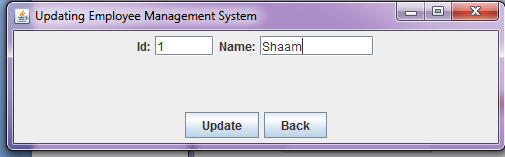 Updating Employee Management System
Id: 1 Name: Shaam
Update Back